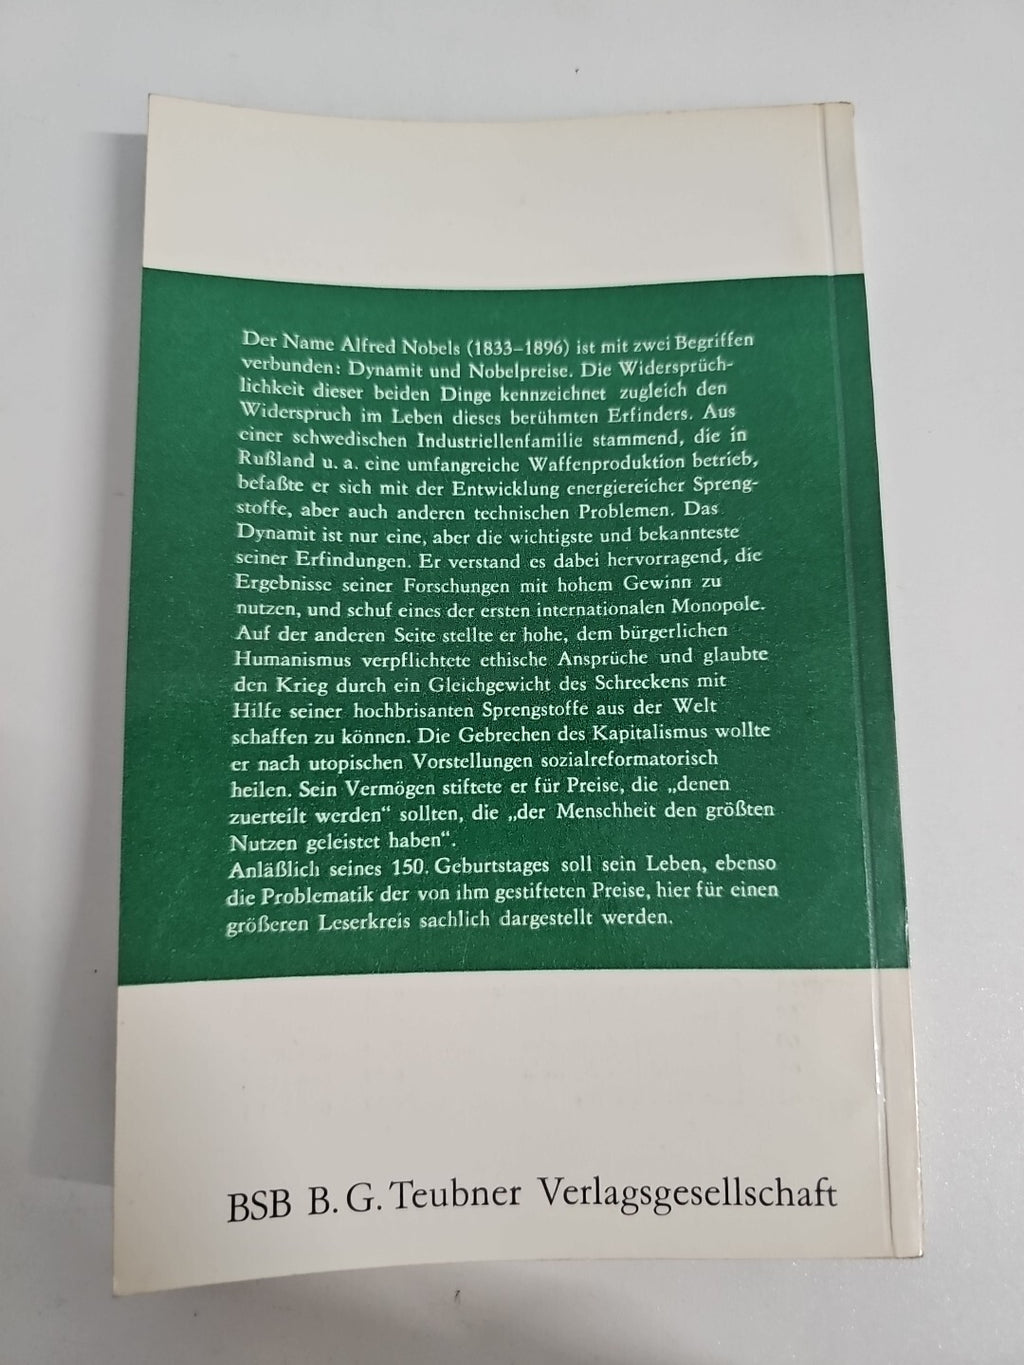 Der Name Alfred Nobels (1833–1896) ist mit zwei Begriffen
verbunden: Dynamit und Nobelpreise. Die Widersprüch-
lichkeit dieser beiden Dinge kennzeichnet zugleich den
Widerspruch im Leben dieses berühmten Erfinders. Aus
einer schwedischen Industriellenfamilie stammend, die in
Rußland u. a. eine umfangreiche Waffenproduktion betrieb,
befaßte er sich mit der Entwicklung energiereicher Spreng-
stoffe, aber auch anderen technischen Problemen. Das
Dynamit ist nur eine, aber die wichtigste und bekannteste
seiner Erfindungen. Er verstand es dabei hervorragend, die
Ergebnisse seiner Forschungen mit hohem Gewinn zu
nutzen, und schuf eines der ersten internationalen Monopole.
Auf der anderen Seite stellte er hohe, dem bürgerlichen
Humanismus verpflichtete ethische Ansprüche und glaubte
den Krieg durch ein Gleichgewicht des Schreckens mit
Hilfe seiner hochbrisanten Sprengstoffe aus der Welt
schaffen zu können. Die Gebrechen des Kapitalismus wollte
er nach utopischen Vorstellungen sozialreformatorisch
heilen. Sein Vermögen stiftete er für Preise, die „denen
zuerteilt werden“ sollten, die „der Menschheit den größten
Nutzen geleistet haben“.
Anläßlich seines 150. Geburtstages soll sein Leben, ebenso
die Problematik der von ihm gestifteten Preise, hier für einen
größeren Leserkreis sachlich dargestellt werden.
BSB B. G. Teubner Verlagsgesellschaft